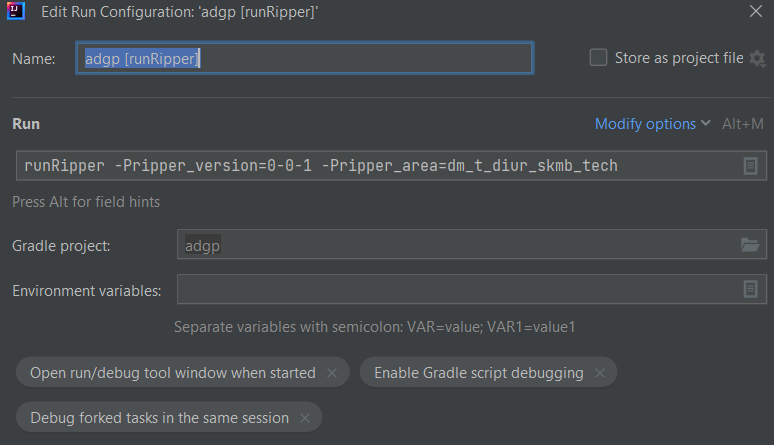 Edit Run Configuration: 'adgp [runRipper]'
Name: adgp [runRipper] Store as project file
Run Modify options Alt+M
runRipper -Pripper_version=0-0-1 -Pripper_area=dm_t_diur_skmb_tech
Press Alt for field hints
Gradle project: adgp
Environment variables:
Separate variables with semicolon: VAR=value; VAR1=value1
Open run/debug tool window when started Enable Gradle script debugging
Debug forked tasks in the same session